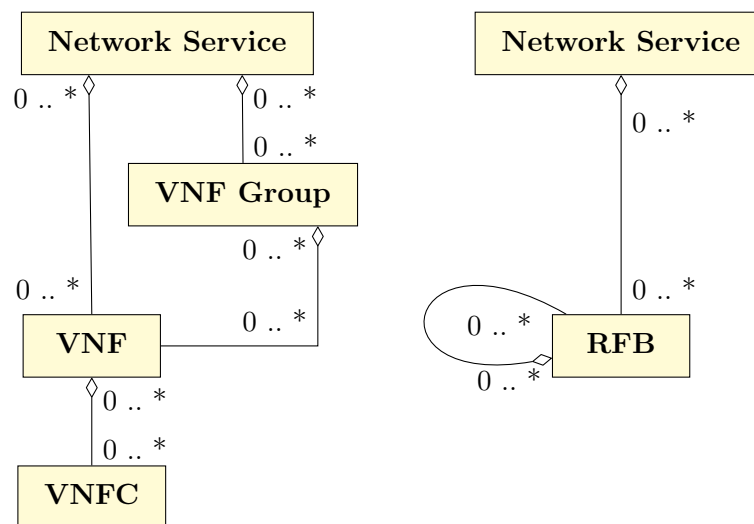 Network Service
0 .. *
0 .. *
0 .. *
VNF Group
0 .. *
0 .. *
0 .. *
VNF
0 .. *
0 .. *
VNFC
Network Service
0 .. *
0 .. *
0 .. *
RFB
0 .. *